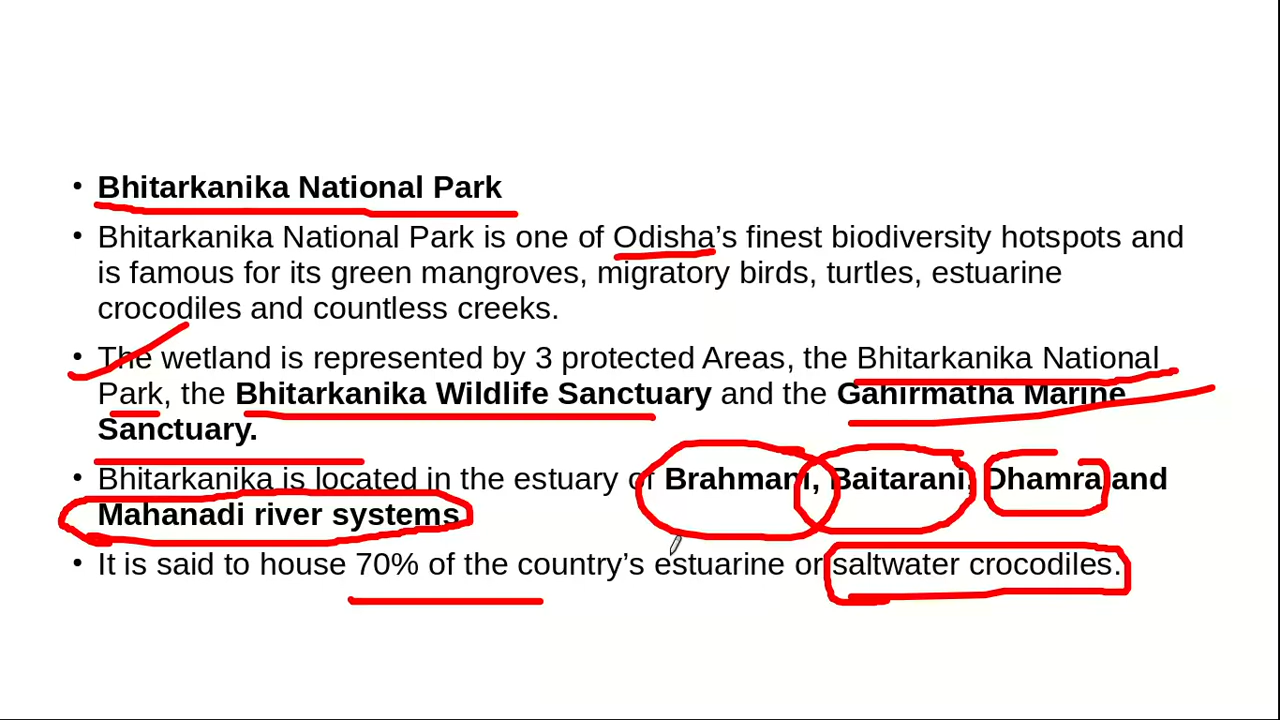 • Bhitarkanika National Park
• Bhitarkanika National Park is one of Odisha’s finest biodiversity hotspots and
is famous for its green mangroves, migratory birds, turtles, estuarine
crocodiles and countless creeks.
• The wetland is represented by 3 protected Areas, the Bhitarkanika National
Park, the Bhitarkanika Wildlife Sanctuary and the Gahirmatha Marine
Sanctuary.
• Bhitarkanika is located in the estuary of Brahmani, Baitarani, Dhamra and
Mahanadi river systems
• It is said to house 70% of the country’s estuarine or saltwater crocodiles.